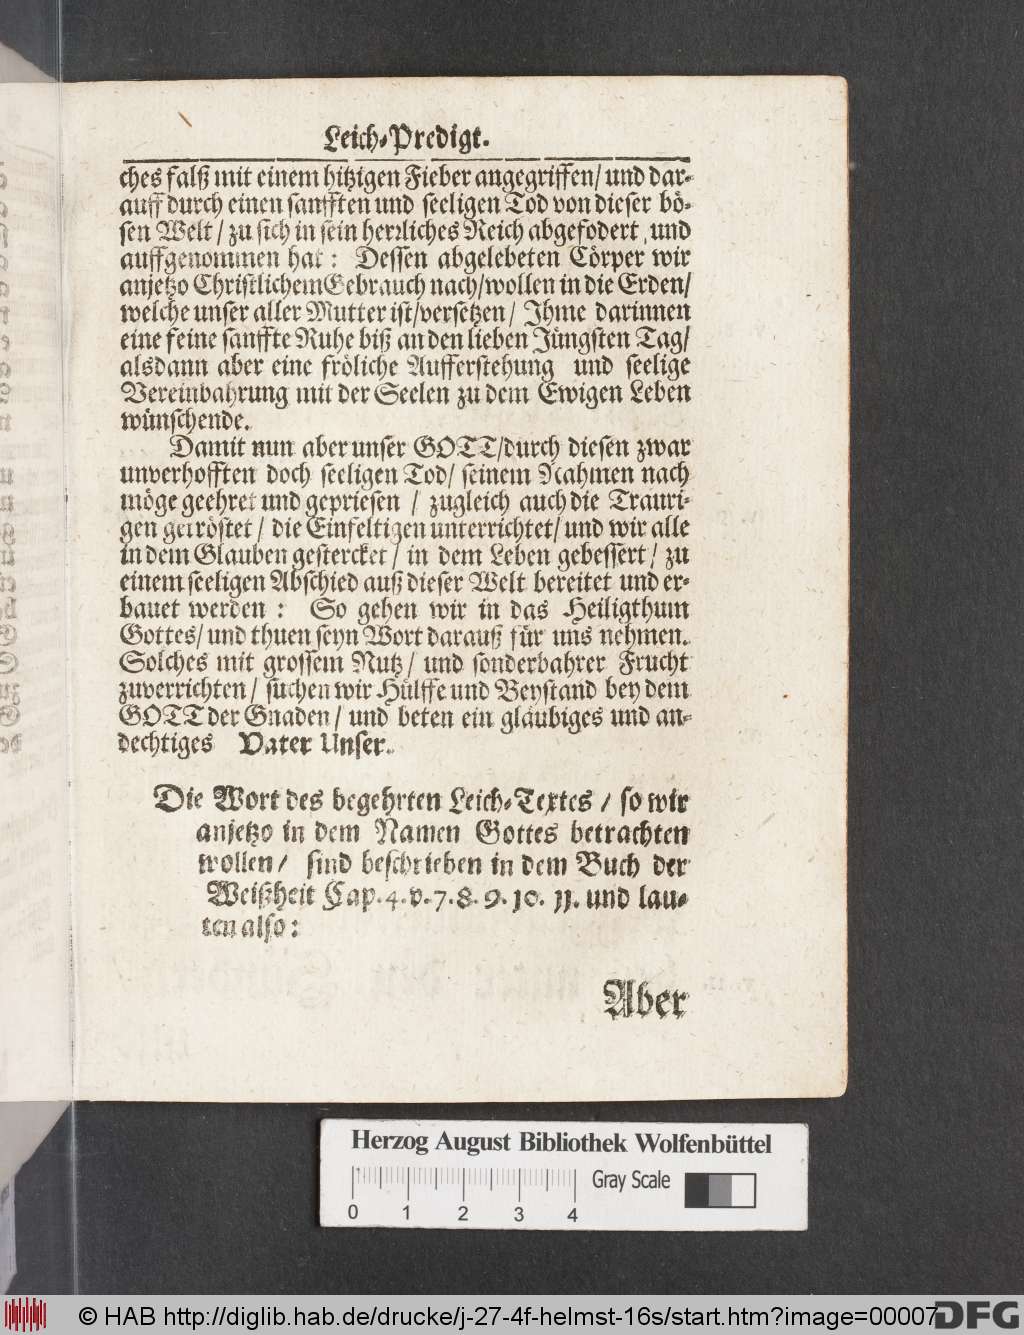 Leich-Predigt.
ches falß mit einem hitzigen Fieber angegriffen/ und dar-
auff durch einen sanfften und seeligen Tod von dieser bö-
sen Welt/ zu sich in sein herrliches Reich abgefodert, und
auffgenommen hat: Dessen abgelebeten Cörper wir
anjetzo Christlichem Gebrauch nach/ wollen in die Erden/
welche unser aller Mutter ist/ versetzen/ Ihme darinnen
eine feine sanffte Ruhe biß an den lieben Jüngsten Tag/
alsdann aber eine fröliche Aufferstehung und seelige
Vereinbahrung mit der Seelen zu dem Ewigen Leben
wünschende.
Damit nun aber unser GOTT/ durch diesen zwar
unverhofften doch seeligen Tod/ seinem Nahmen nach
möge geehret und gepriesen / zugleich auch die Trauri-
gen getröstet/ die Einfeltigen unterrichtet/ und wir alle
in dem Glauben gestercket/ in dem Leben gebessert/ zu
einem seeligen Abschied auß dieser Welt bereitet und er-
bauet werden: So gehen wir in das Heiligthum
Gottes/ und thuen seyn Wort darauß für uns nehmen.
Solches mit grossem Nutz/ und sonderbahrer Frucht
zuverrichten/ suchen wir Hülffe und Beystand bey dem
GOTT der Gnaden/ und beten ein gläubiges und an-
dechtiges Vater Unser.
Die Wort des begehrten Leich-Textes / so wir
anjetzo in dem Namen Gottes betrachten
wollen/ sind beschrieben in dem Buch der
Weißheit Cap. 4. v. 7. 8. 9. 10. 11. und lau-
ten also:
Aber
Herzog August Bibliothek Wolfenbüttel
Gray Scale
0 1 2 3 4
© HAB http://diglib.hab.de/drucke/j-27-4f-helmst-16s/start.htm?image=00007
DFG